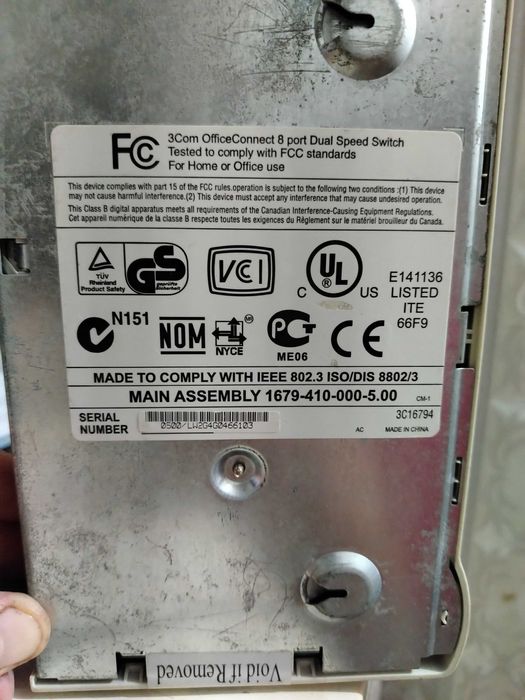 FCC
3Com OfficeConnect 8 port Dual Speed Switch
Tested to comply with FCC standards
For Home or Office use
This device complies with part 15 of the FCC rules.operation is subject to the following two conditions :(1) This device
may not cause harmful interference.(2) This device must accept any interference that may cause undesired operation.
This Class B digital apparatus meets all requirements of the Canadian Interference-Causing Equipment Regulations.
Cet appareil numérique de la classe B respecte toutes les exigences du Règlement sur le matériel brouilleur du Canada.
TÜV
Rheinland
Product Safety
GS
geprüfte
Sicherheit
VCI
C UL US
®
E141136
LISTED
ITE
66F9
N151
NOM
NYCE
PCT
ME06
CE
MADE TO COMPLY WITH IEEE 802.3 ISO/DIS 8802/3
MAIN ASSEMBLY 1679-410-000-5.00
CM-1
SERIAL
NUMBER
0500/LW2G4G0466103
3C16794
AC
MADE IN CHINA
Void if Removed